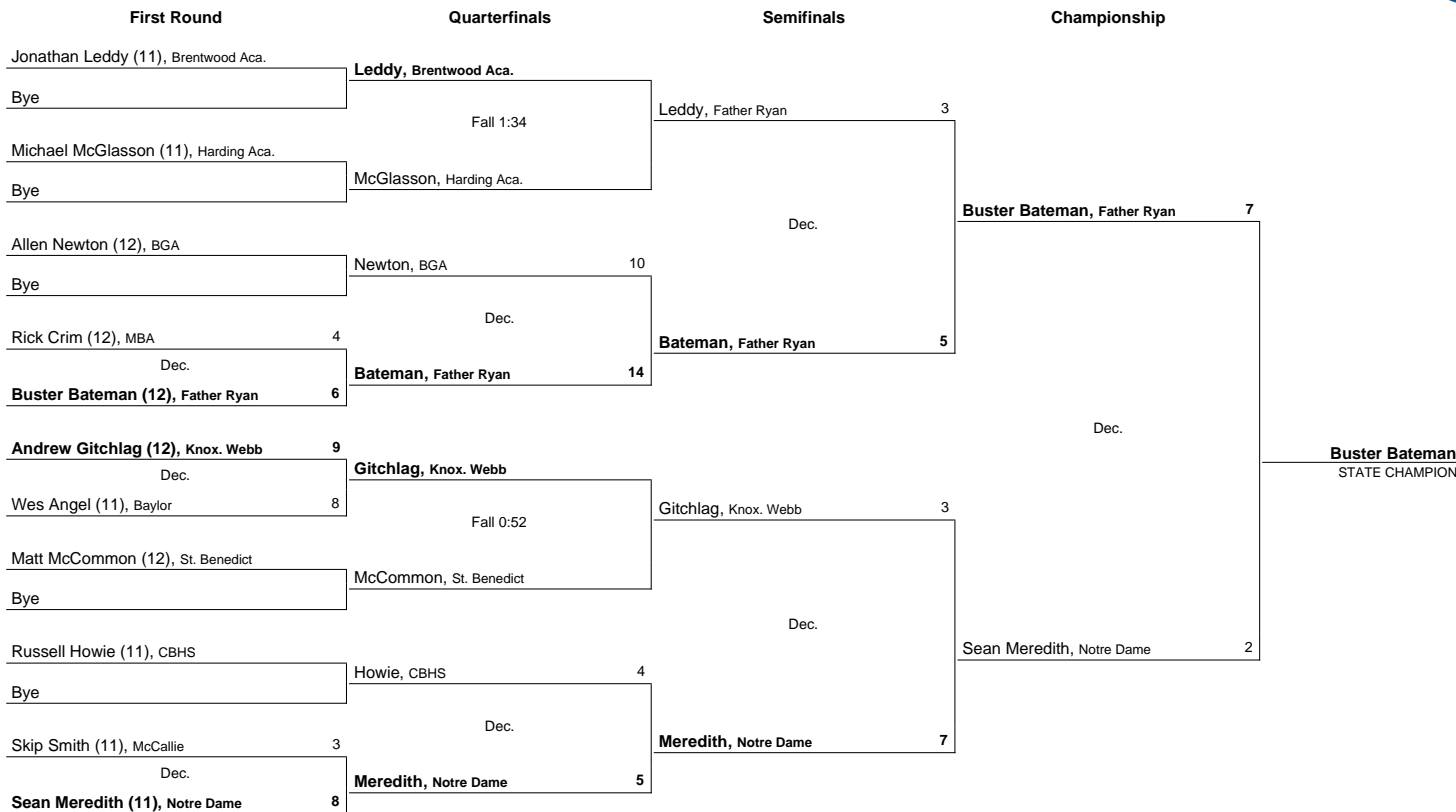 First Round Quarterfinals Semifinals Championship
Jonathan Leddy (11), Brentwood Aca.
Bye
Michael McGlasson (11), Harding Aca.
Bye
Allen Newton (12), BGA
Bye
Rick Crim (12), MBA 4
Dec.
Buster Bateman (12), Father Ryan 6
Andrew Gitchlag (12), Knox. Webb 9
Dec.
Wes Angel (11), Baylor 8
Matt McCommon (12), St. Benedict
Bye
Russell Howie (11), CBHS
Bye
Skip Smith (11), McCallie 3
Dec.
Sean Meredith (11), Notre Dame 8
Leddy, Brentwood Aca.
Fall 1:34
McGlasson, Harding Aca.
Newton, BGA 10
Dec.
Bateman, Father Ryan 14
Gitchlag, Knox. Webb
Fall 0:52
McCommon, St. Benedict
Howie, CBHS 4
Dec.
Meredith, Notre Dame 5
Leddy, Father Ryan 3
Dec.
Bateman, Father Ryan 5
Gitchlag, Knox. Webb 3
Dec.
Meredith, Notre Dame 7
Buster Bateman, Father Ryan 7
Dec.
Sean Meredith, Notre Dame 2
Buster Bateman
STATE CHAMPION